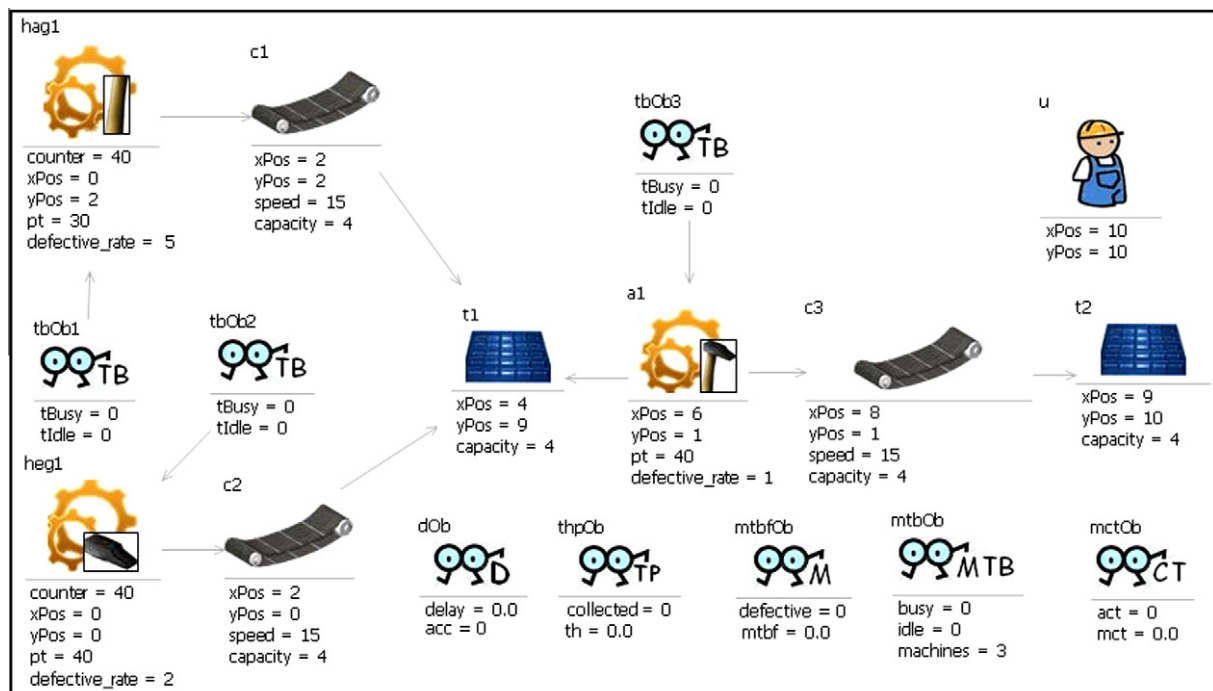 hag1
counter = 40
xPos = 0
yPos = 2
pt = 30
defective_rate = 5
c1
xPos = 2
yPos = 2
speed = 15
capacity = 4
tbOb3
TB
tBusy = 0
tIdle = 0
u
xPos = 10
yPos = 10
tbOb1
TB
tBusy = 0
tIdle = 0
tbOb2
TB
tBusy = 0
tIdle = 0
t1
xPos = 4
yPos = 9
capacity = 4
a1
xPos = 6
yPos = 1
pt = 40
defective_rate = 1
c3
xPos = 8
yPos = 1
speed = 15
capacity = 4
t2
xPos = 9
yPos = 10
capacity = 4
heg1
counter = 40
xPos = 0
yPos = 0
pt = 40
defective_rate = 2
c2
xPos = 2
yPos = 0
speed = 15
capacity = 4
dOb
D
delay = 0.0
acc = 0
thpOb
TP
collected = 0
th = 0.0
mtbfOb
M
defective = 0
mtbf = 0.0
mtbOb
MTB
busy = 0
idle = 0
machines = 3
mctOb
CT
act = 0
mct = 0.0